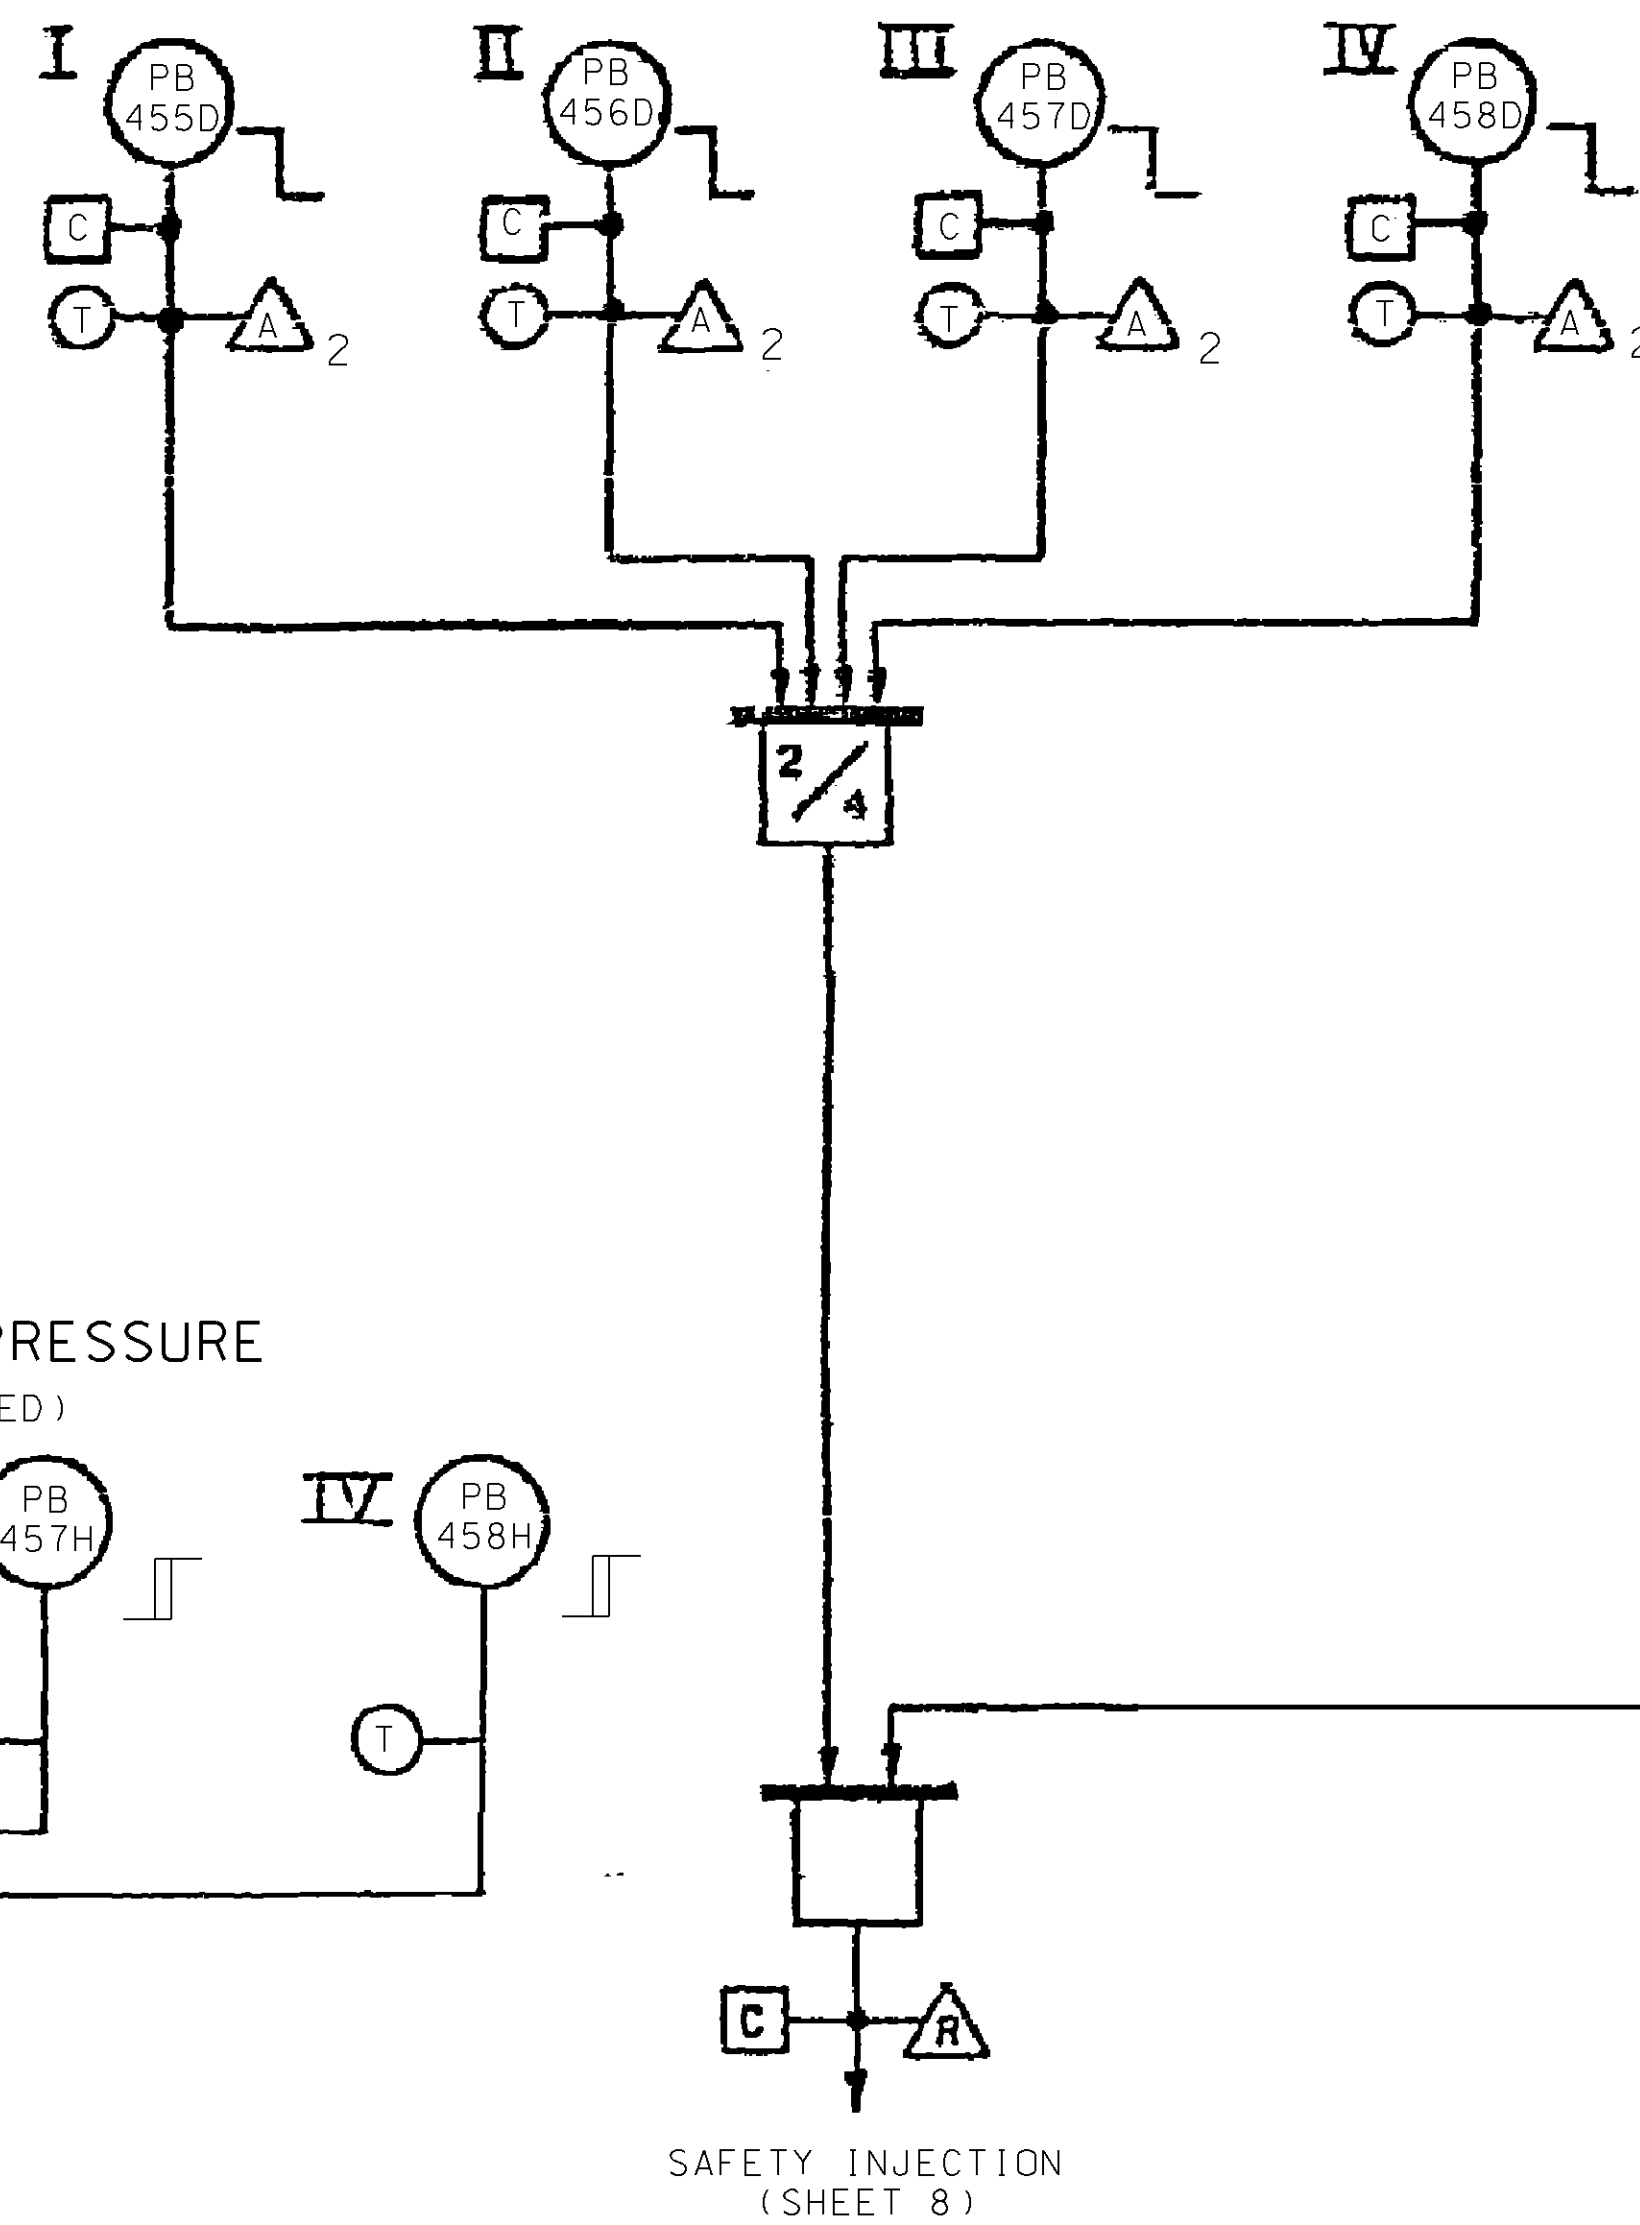 I PB 455D II PB 456D III PB 457D IV PB 458D
C C C C
T A 2 T A 2 T A 2 T A 2
2/4
PRESSURE
ED)
PB 457H IV PB 458H
T
C R
SAFETY INJECTION
(SHEET 8)